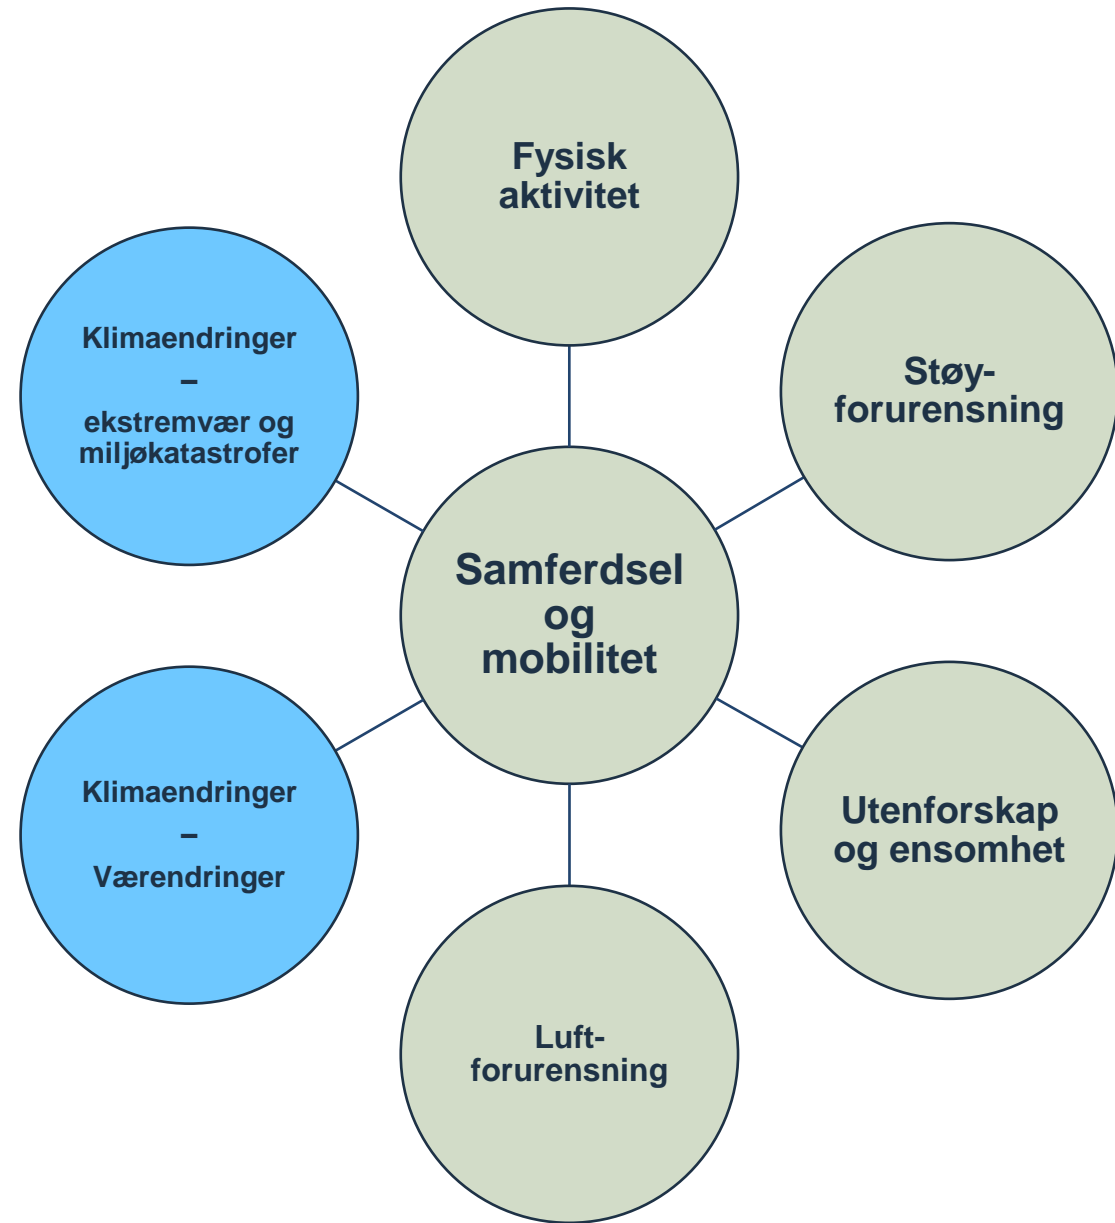 Fysisk
aktivitet
Klimaendringer
–
ekstremvær og
miljøkatastrofer
Støy-
forurensning
Samferdsel
og
mobilitet
Klimaendringer
–
Værendringer
Utenforskap
og ensomhet
Luft-
forurensning